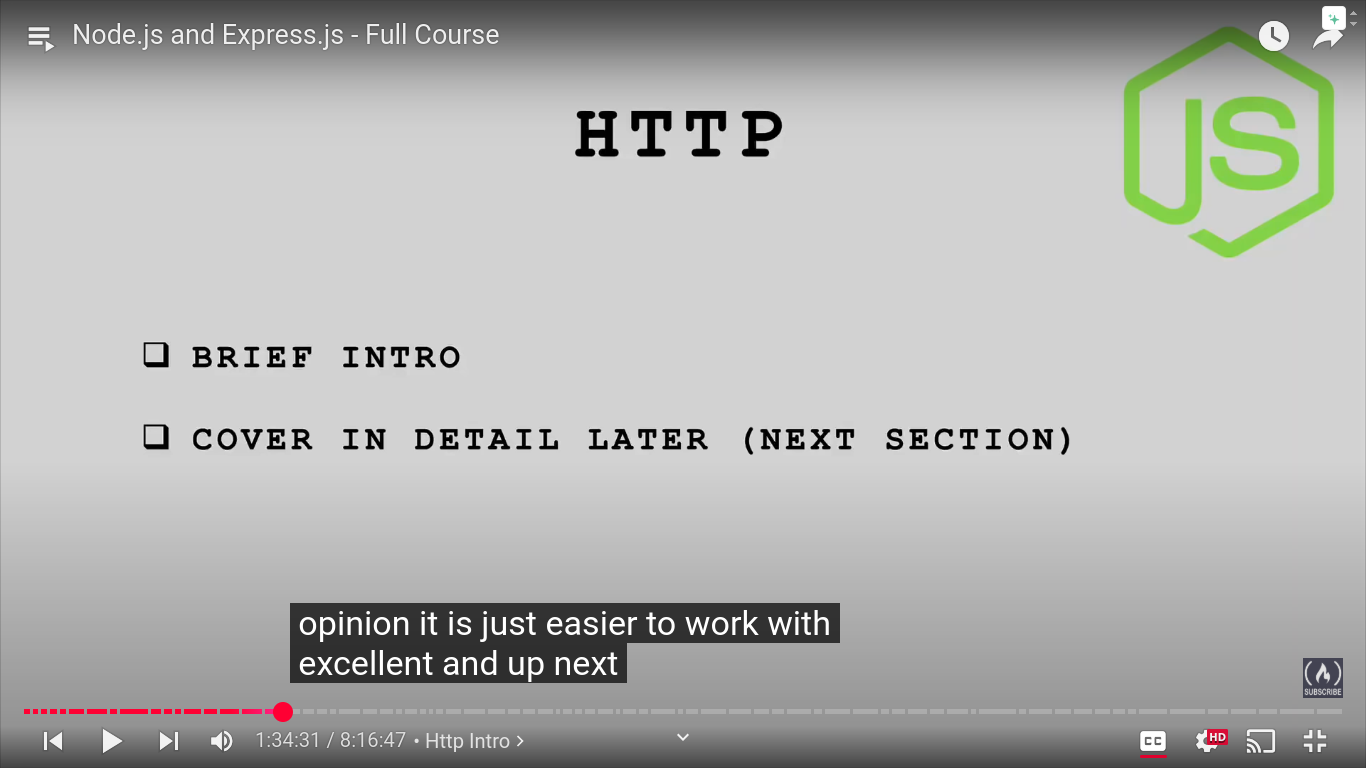 Node.js and Express.js - Full Course
HTTP
JS
BRIEF INTRO
COVER IN DETAIL LATER (NEXT SECTION)
opinion it is just easier to work with
excellent and up next
SUBSCRIBE
1:34:31 / 8:16:47 • Http Intro >
CC
HD